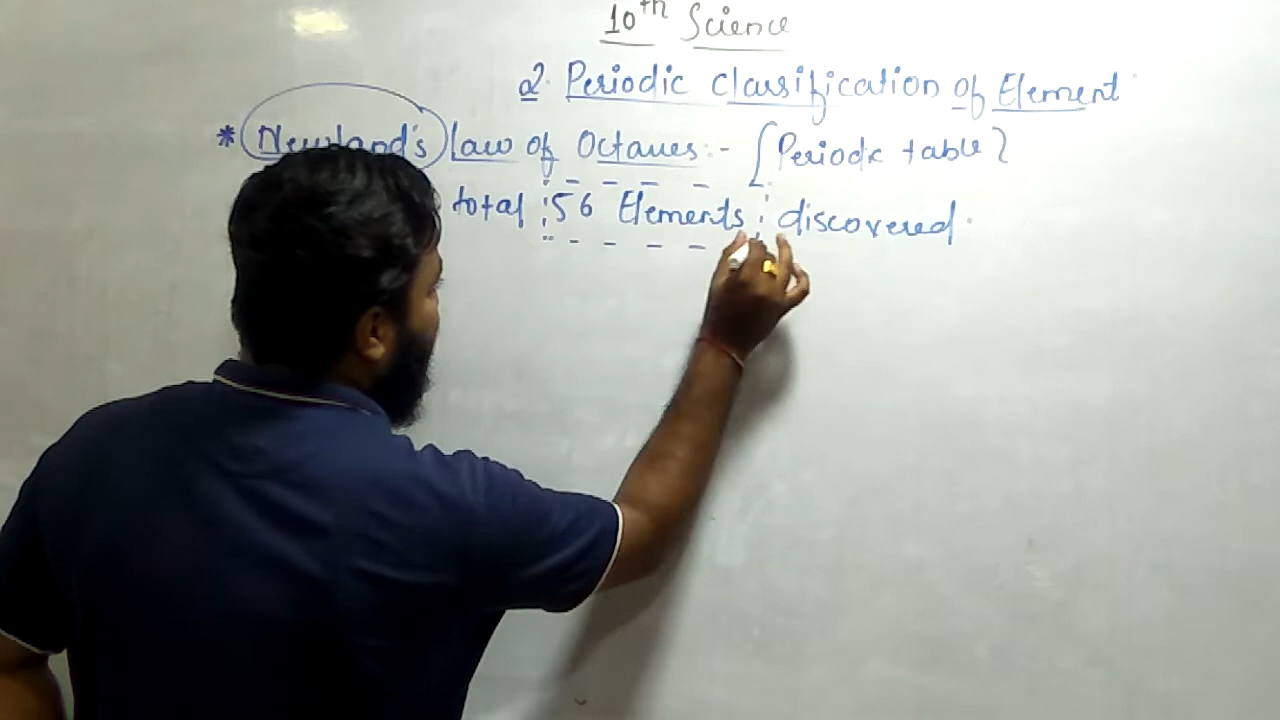 10th Science
2. Periodic Classification of Element
* Newland's law of Octaves :- [Periodic table]
total 56 Elements discovered.